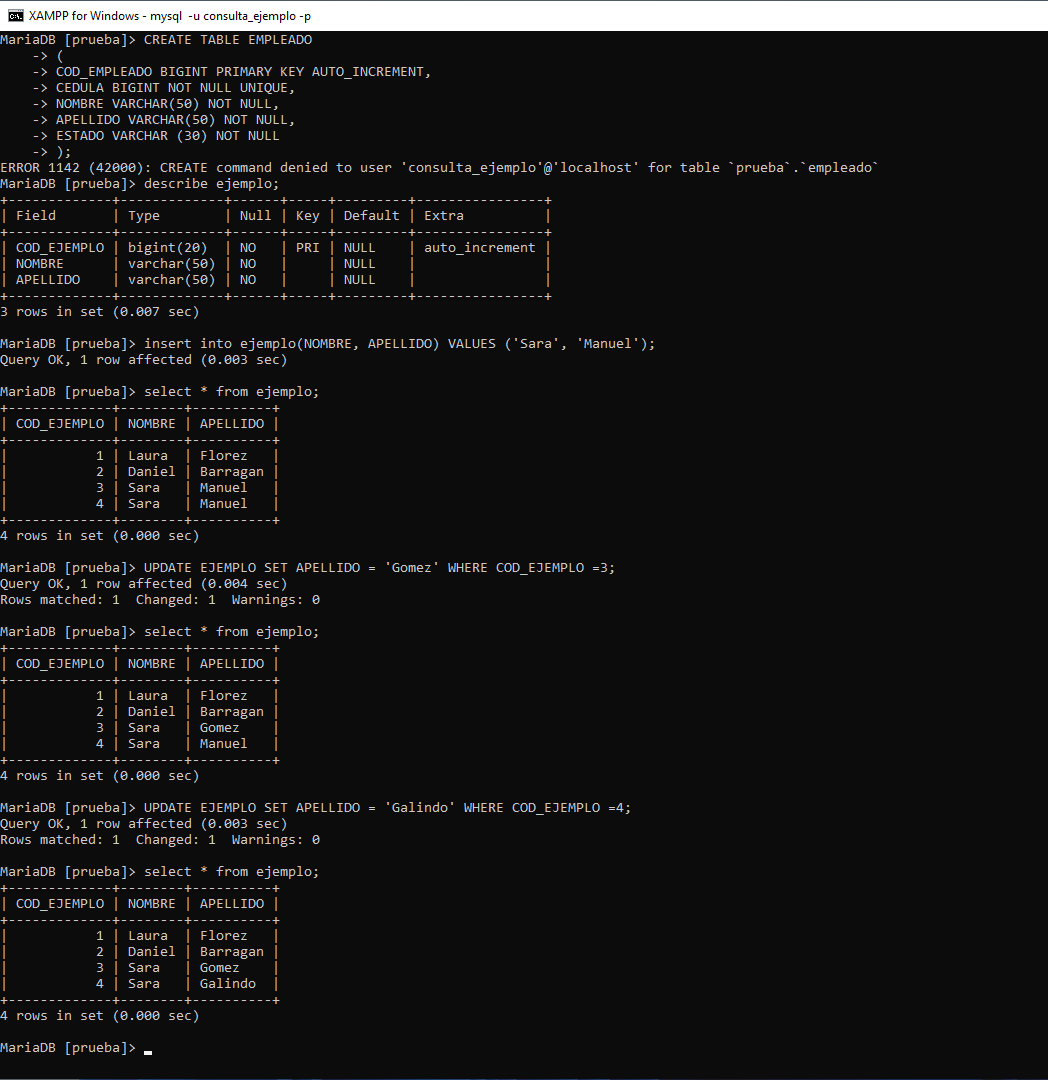 XAMPP for Windows - mysql  -u consulta_ejemplo -p
MariaDB [prueba]> CREATE TABLE EMPLEADO
    -> (
    -> COD_EMPLEADO BIGINT PRIMARY KEY AUTO_INCREMENT,
    -> CEDULA BIGINT NOT NULL UNIQUE,
    -> NOMBRE VARCHAR(50) NOT NULL,
    -> APELLIDO VARCHAR(50) NOT NULL,
    -> ESTADO VARCHAR (30) NOT NULL
    -> );
ERROR 1142 (42000): CREATE command denied to user 'consulta_ejemplo'@'localhost' for table `prueba`.`empleado`
MariaDB [prueba]> describe ejemplo;
+-------------+-------------+------+-----+---------+----------------+
| Field       | Type        | Null | Key | Default | Extra          |
+-------------+-------------+------+-----+---------+----------------+
| COD_EJEMPLO | bigint(20)  | NO   | PRI | NULL    | auto_increment |
| NOMBRE      | varchar(50) | NO   |     | NULL    |                |
| APELLIDO    | varchar(50) | NO   |     | NULL    |                |
+-------------+-------------+------+-----+---------+----------------+
3 rows in set (0.007 sec)

MariaDB [prueba]> insert into ejemplo(NOMBRE, APELLIDO) VALUES ('Sara', 'Manuel');
Query OK, 1 row affected (0.003 sec)

MariaDB [prueba]> select * from ejemplo;
+-------------+--------+----------+
| COD_EJEMPLO | NOMBRE | APELLIDO |
+-------------+--------+----------+
|           1 | Laura  | Florez   |
|           2 | Daniel | Barragan |
|           3 | Sara   | Manuel   |
|           4 | Sara   | Manuel   |
+-------------+--------+----------+
4 rows in set (0.000 sec)

MariaDB [prueba]> UPDATE EJEMPLO SET APELLIDO = 'Gomez' WHERE COD_EJEMPLO =3;
Query OK, 1 row affected (0.004 sec)
Rows matched: 1  Changed: 1  Warnings: 0

MariaDB [prueba]> select * from ejemplo;
+-------------+--------+----------+
| COD_EJEMPLO | NOMBRE | APELLIDO |
+-------------+--------+----------+
|           1 | Laura  | Florez   |
|           2 | Daniel | Barragan |
|           3 | Sara   | Gomez    |
|           4 | Sara   | Manuel   |
+-------------+--------+----------+
4 rows in set (0.000 sec)

MariaDB [prueba]> UPDATE EJEMPLO SET APELLIDO = 'Galindo' WHERE COD_EJEMPLO =4;
Query OK, 1 row affected (0.003 sec)
Rows matched: 1  Changed: 1  Warnings: 0

MariaDB [prueba]> select * from ejemplo;
+-------------+--------+----------+
| COD_EJEMPLO | NOMBRE | APELLIDO |
+-------------+--------+----------+
|           1 | Laura  | Florez   |
|           2 | Daniel | Barragan |
|           3 | Sara   | Gomez    |
|           4 | Sara   | Galindo  |
+-------------+--------+----------+
4 rows in set (0.000 sec)

MariaDB [prueba]> _